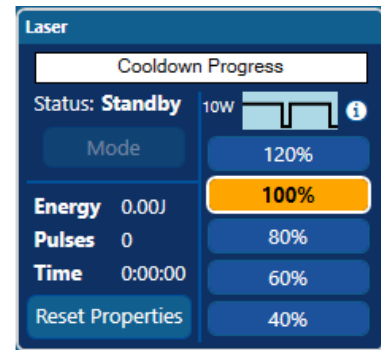 Laser
Cooldown Progress
Status: Standby
10W
Mode
120%
100%
80%
60%
40%
Energy 0.00J
Pulses 0
Time 0:00:00
Reset Properties